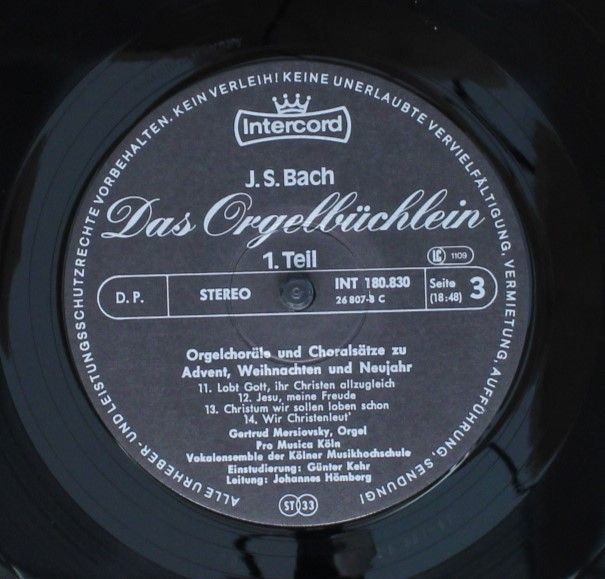 ALLE URHEBER- UND LEISTUNGSSCHUTZRECHTE VORBEHALTEN. KEIN VERLEIH! KEINE UNERLAUBTE VERVIELFÄLTIGUNG, VERMIETUNG, AUFFÜHRUNG, SENDUNG!
Intercord
J. S. Bach
Das Orgelbüchlein
1. Teil
LC 1109
D. P.
STEREO
INT 180.830
26 807-3 C
Seite
(18:48)
3
Orgelchoräle und Choralsätze zu
Advent, Weihnachten und Neujahr
11. Lobt Gott, ihr Christen allzugleich
12. Jesu, meine Freude
13. Christum wir sollen loben schon
14. Wir Christenleut'
Gertrud Mersiovsky, Orgel
Pro Musica Köln
Vokalensemble der Kölner Musikhochschule
Einstudierung: Günter Kehr
Leitung: Johannes Hömberg
ST 33